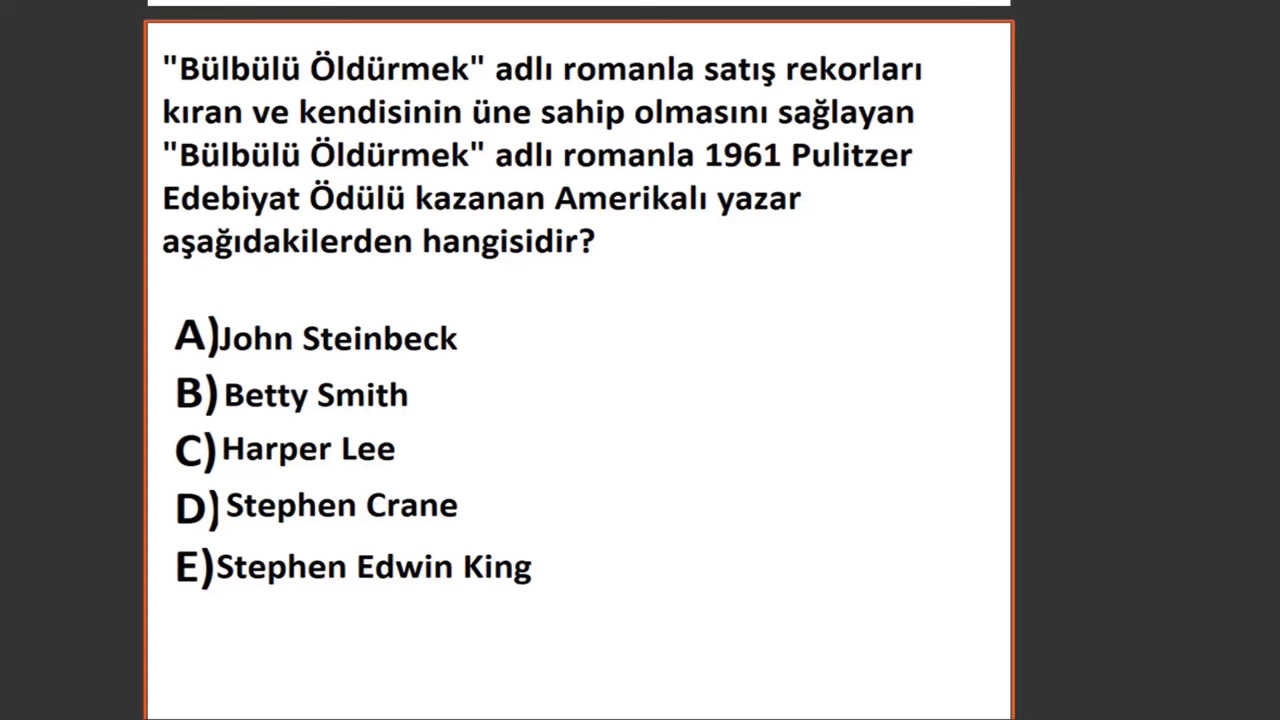 "Bülbülü Öldürmek" adlı romanla satış rekorları
kıran ve kendisinin üne sahip olmasını sağlayan
"Bülbülü Öldürmek" adlı romanla 1961 Pulitzer
Edebiyat Ödülü kazanan Amerikalı yazar
aşağıdakilerden hangisidir?
A)John Steinbeck
B) Betty Smith
C) Harper Lee
D) Stephen Crane
E)Stephen Edwin King